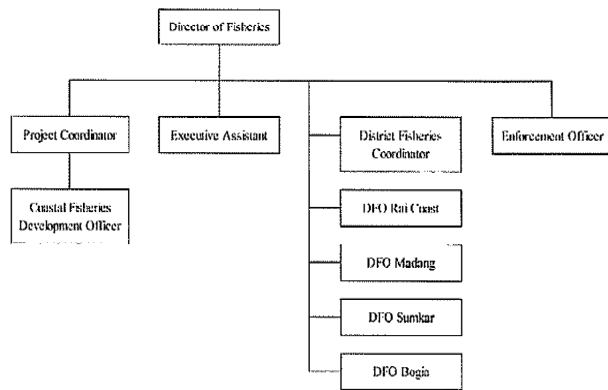 Director of Fisheries
Project Coordinator
Executive Assistant
District Fisheries
Coordinator
Enforcement Officer
Coastal Fisheries
Development Officer
DFO Rai Coast
DFO Madang
DFO Sumkar
DFO Bogia